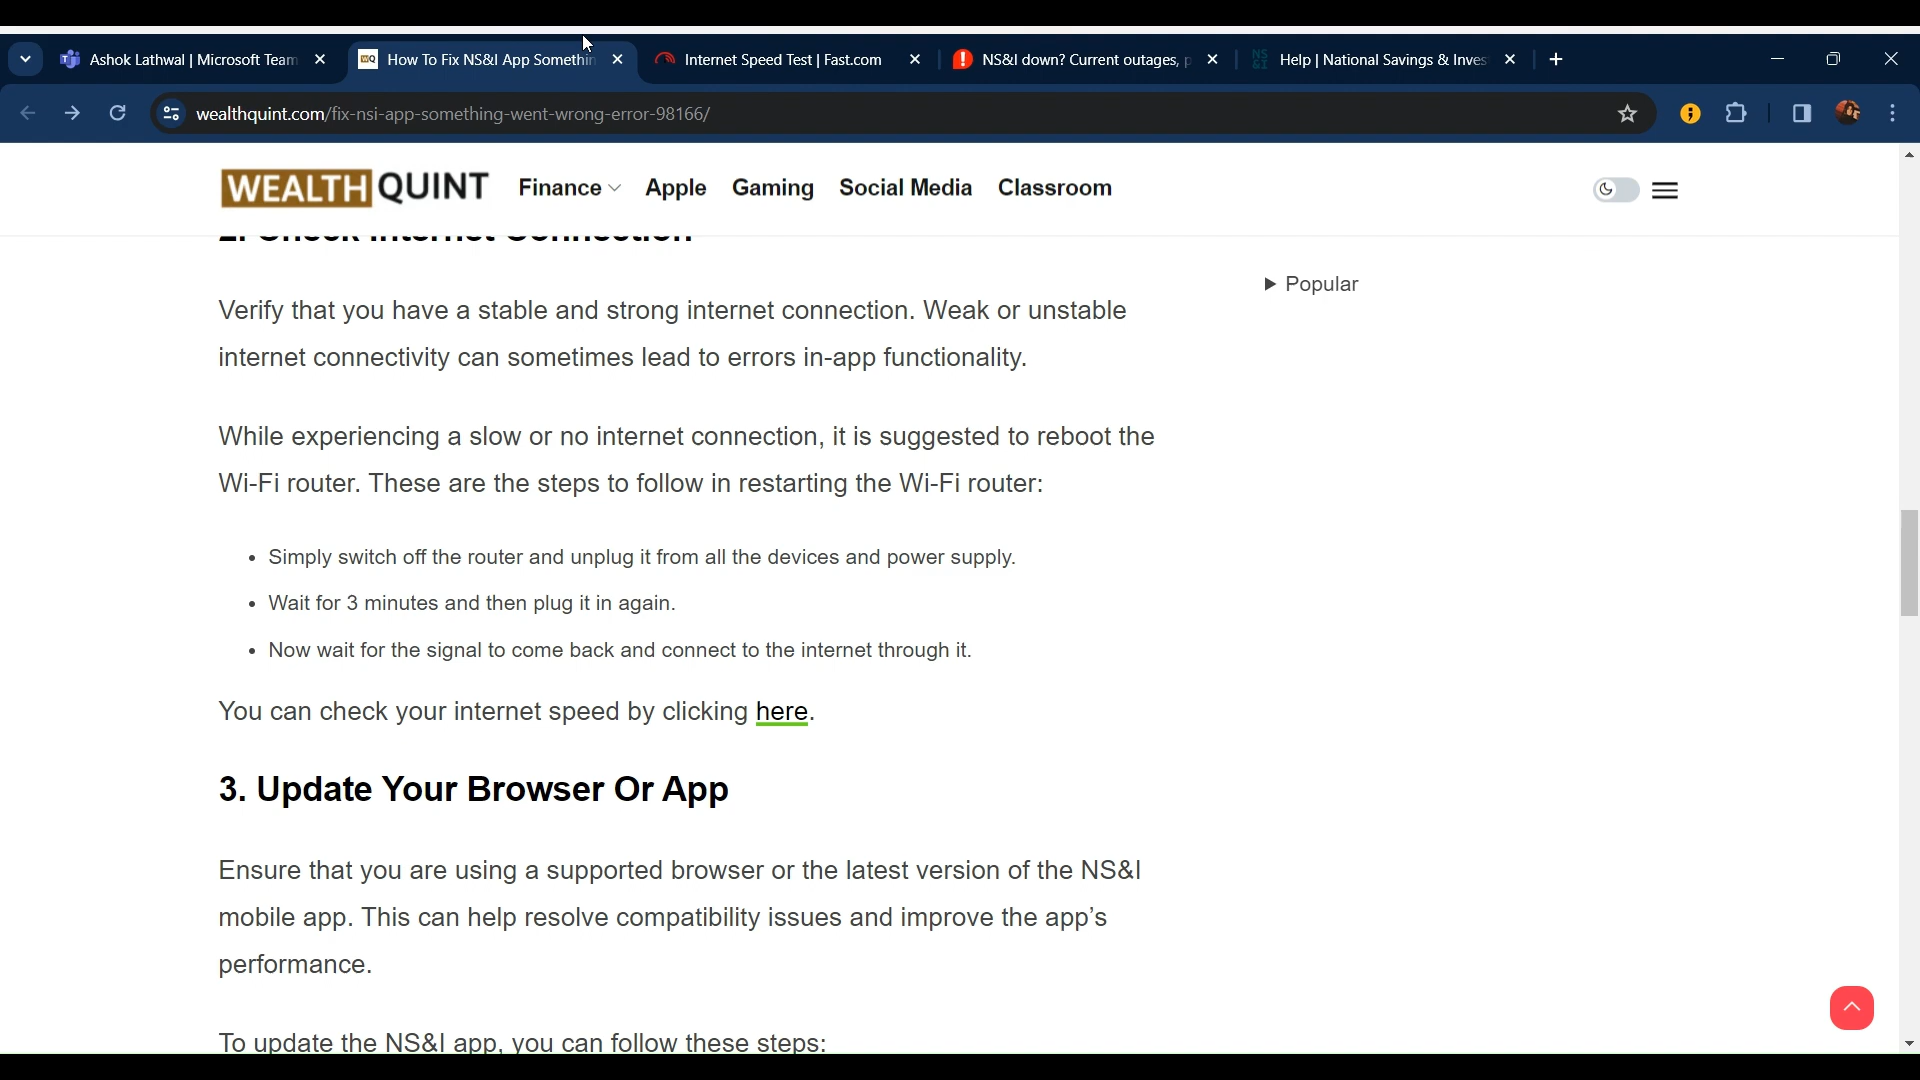 Ashok Lathwal | Microsoft Team
How To Fix NS&I App Somethin
Internet Speed Test | Fast.com
NS&I down? Current outages, p
NS&I
Help | National Savings & Inves
wealthquint.com/fix-nsi-app-something-went-wrong-error-98166/
WEALTH QUINT
Finance
Apple
Gaming
Social Media
Classroom
2. Check Internet Connection
Popular
Verify that you have a stable and strong internet connection. Weak or unstable
internet connectivity can sometimes lead to errors in-app functionality.
While experiencing a slow or no internet connection, it is suggested to reboot the
Wi-Fi router. These are the steps to follow in restarting the Wi-Fi router:
• Simply switch off the router and unplug it from all the devices and power supply.
• Wait for 3 minutes and then plug it in again.
• Now wait for the signal to come back and connect to the internet through it.
You can check your internet speed by clicking here.
3. Update Your Browser Or App
Ensure that you are using a supported browser or the latest version of the NS&I
mobile app. This can help resolve compatibility issues and improve the app’s
performance.
To update the NS&I app, you can follow these steps: